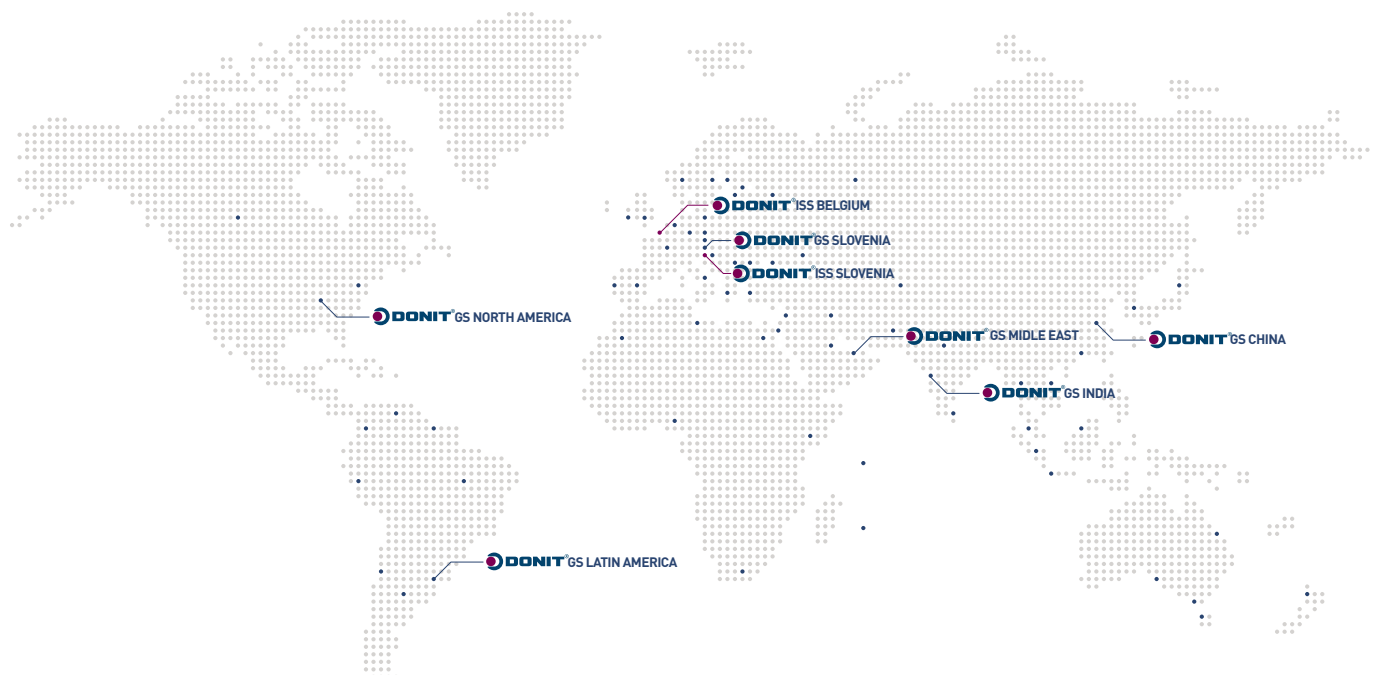 DONIT® ISS BELGIUM
DONIT® GS SLOVENIA
DONIT® ISS SLOVENIA
DONIT® GS NORTH AMERICA
DONIT® GS MIDLE EAST
DONIT® GS CHINA
DONIT® GS INDIA
DONIT® GS LATIN AMERICA